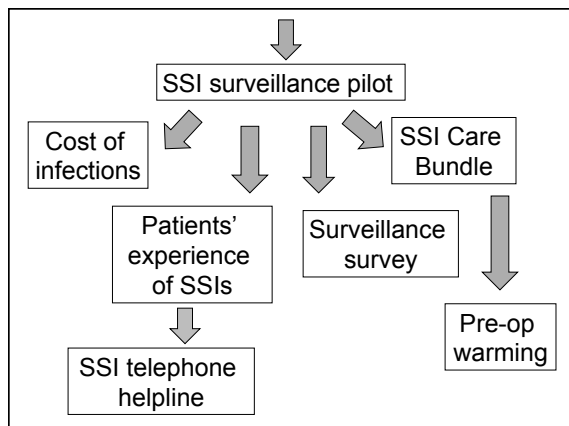 SSI surveillance pilot
Cost of
infections
SSI Care
Bundle
Patients'
experience
of SSIs
Surveillance
survey
Pre-op
warming
SSI telephone
helpline